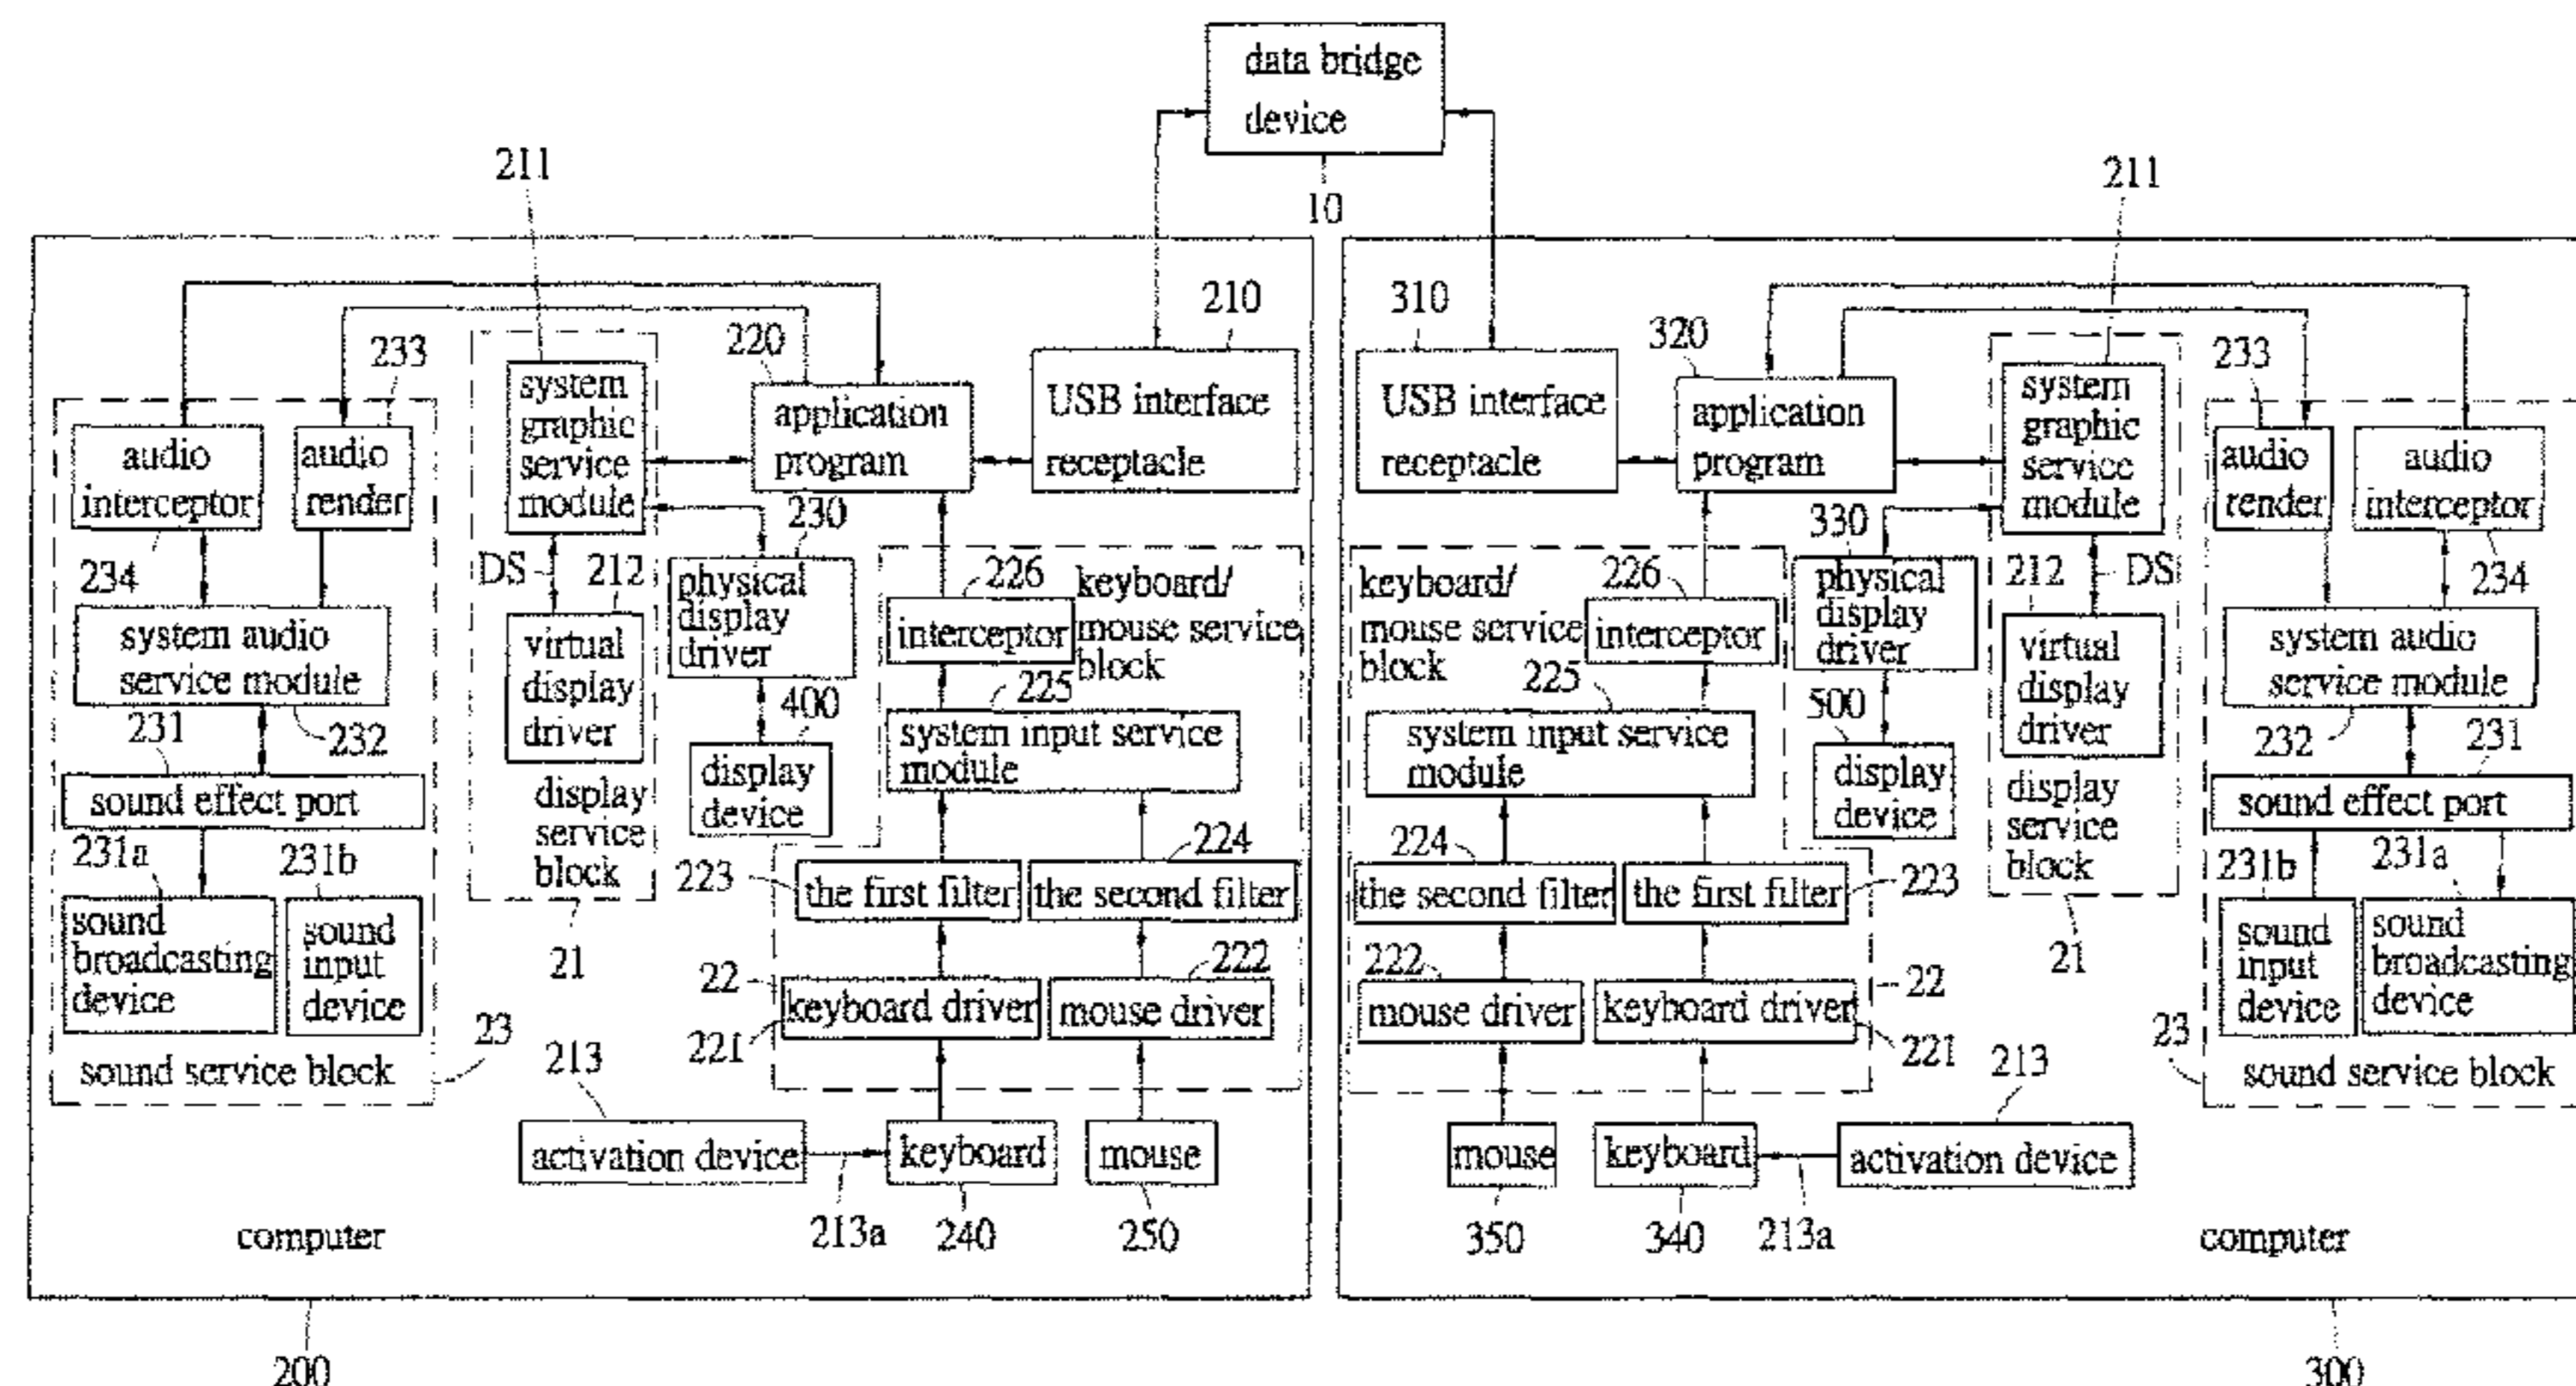 data bridge
device
10
211
211
210
310
220
320
233
233
system
graphic
service
module
application
program
USB interface
receptacle
USB interface
receptacle
application
program
system
graphic
service
module
audio
interceptor
audio
render
audio
render
audio
interceptor
230
330
234
DS
212
physical
display
driver
226
keyboard/
mouse service
block
interceptor
keyboard/
mouse service
block
226
interceptor
physical
display
driver
212
DS
234
system audio
service module
virtual
display
driver
400
225
system input service
module
225
system input service
module
500
virtual
display
driver
system audio
service module
231
232
232
231
sound effect port
display
device
display
service
block
display
device
display
service
block
sound effect port
231a
231b
223
the first filter
224
the second filter
224
the second filter
the first filter
223
231b
231a
sound
broadcasting
device
sound
input
device
21
21
sound
input
device
sound
broadcasting
device
22
keyboard driver
221
222
mouse driver
222
mouse driver
keyboard driver
22
221
23
sound service block
23
sound service block
213
213
activation device
keyboard
mouse
mouse
keyboard
activation device
213a
240
250
350
340
213a
computer
computer
200
300